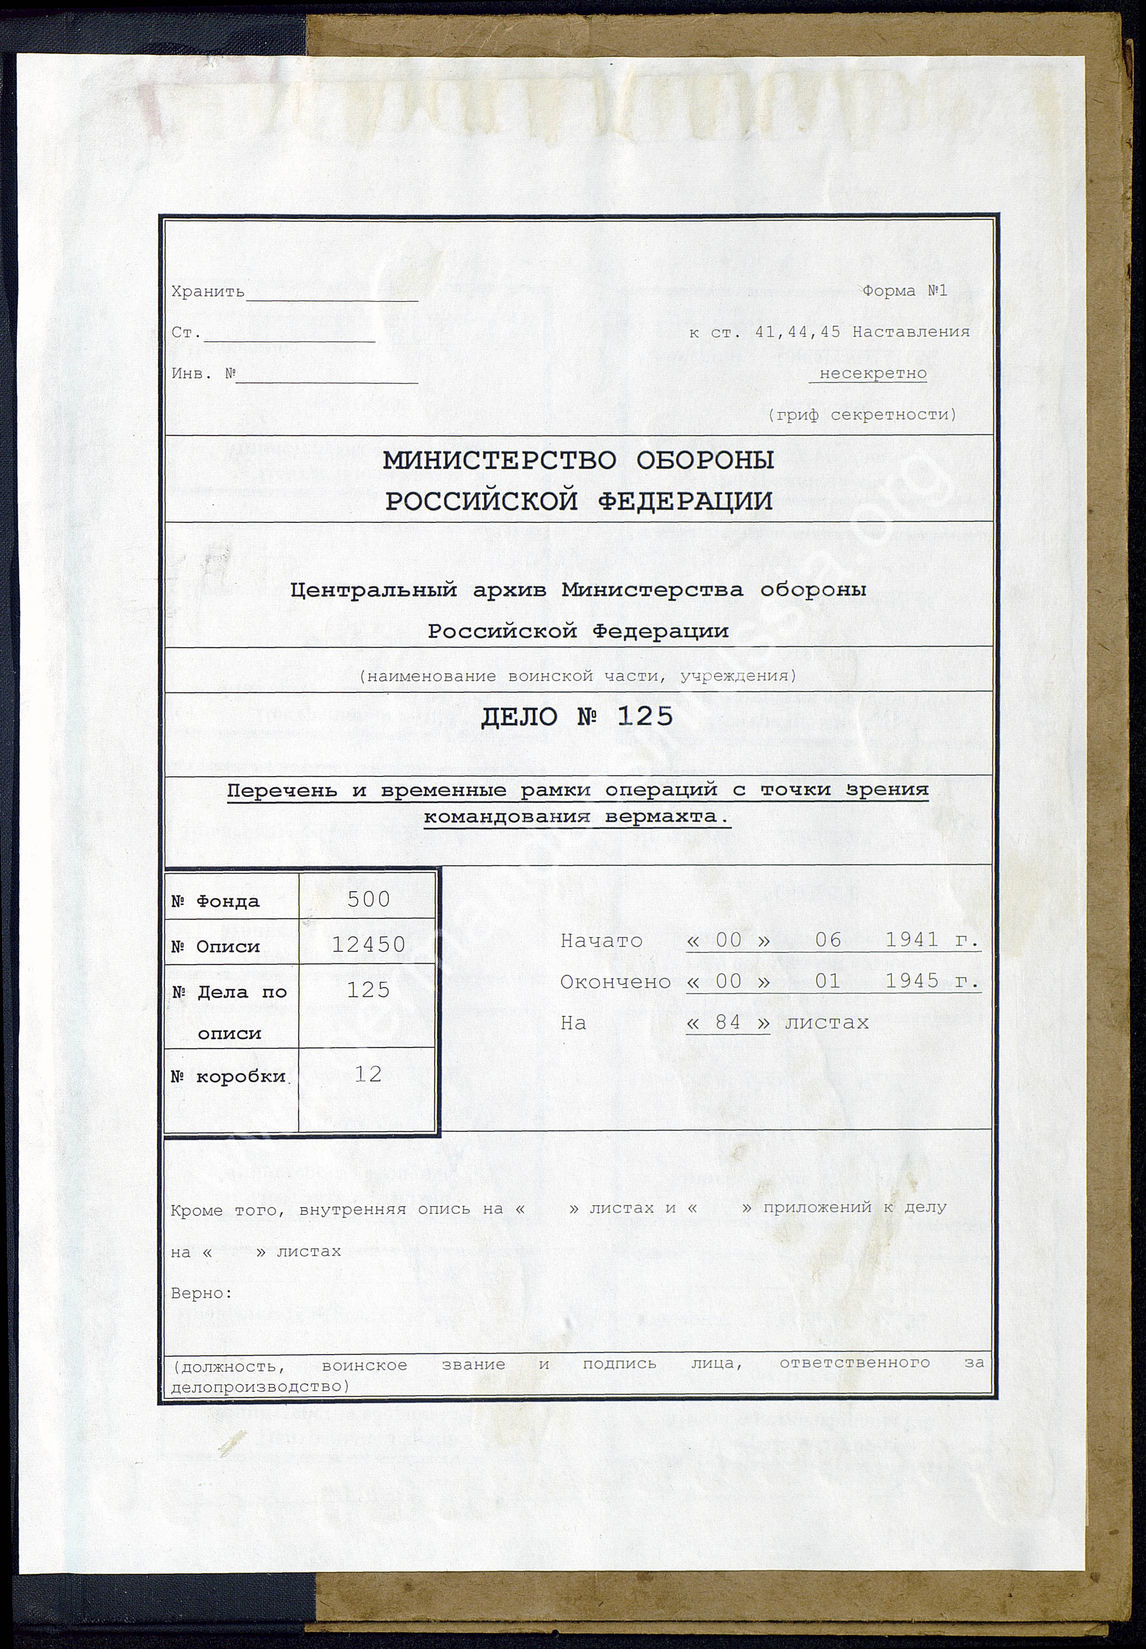 Хранить
Форма №1
Ст.
к ст. 41,44,45 Наставления
Инв. №
несекретно
(гриф секретности)
МИНИСТЕРСТВО ОБОРОНЫ
РОССИЙСКОЙ ФЕДЕРАЦИИ
Центральный архив Министерства обороны
Российской Федерации
(наименование воинской части, учреждения)
ДЕЛО № 125
Перечень и временные рамки операций с точки зрения
командования вермахта.
№ Фонда 500
№ Описи 12450
№ Дела по 125
описи
№ коробки 12
Начато « 00 » 06 1941 г.
Окончено « 00 » 01 1945 г.
На « 84 » листах
Кроме того, внутренняя опись на « » листах и « » приложений к делу
на « » листах
Верно:
(должность, воинское звание и подпись лица, ответственного за
делопроизводство)